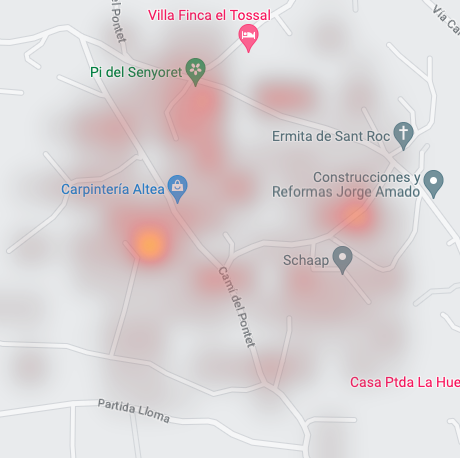 Villa Finca el Tossal
del Pontet
Via Ca
Pi del Senyoret
Ermita de Sant Roc
Construcciones y
Reformas Jorge Amado
Carpintería Altea
Schaap
Camí del Pontet
Casa Ptda La Hue
Partida Lloma